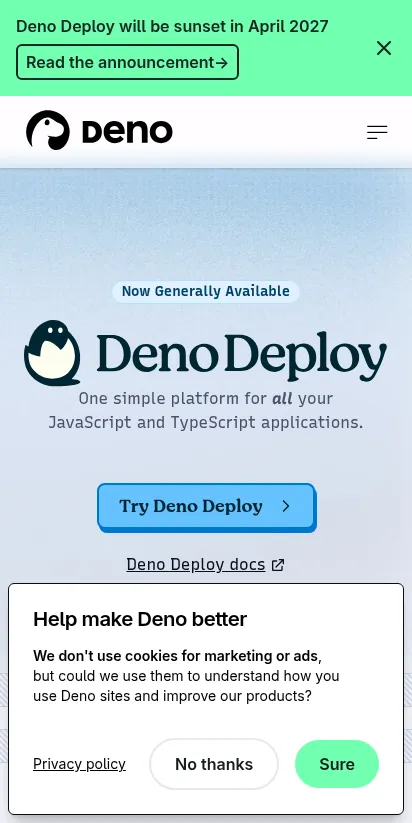 Deno Deploy will be sunset in April 2027
Read the announcement→
DENO
Now Generally Available
Deno Deploy
One simple platform for all your
JavaScript and TypeScript applications.
Try Deno Deploy
Deno Deploy docs
Help make Deno better
We don't use cookies for marketing or ads,
but could we use them to understand how you
use Deno sites and improve our products?
Privacy policy
No thanks
Sure